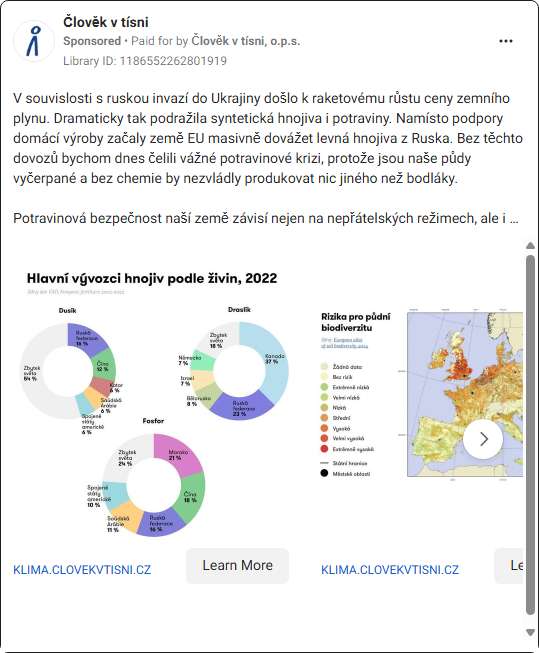 Člověk v tísni
Sponsored • Paid for by Člověk v tísni, o.p.s.
Library ID: 1186552262801919
V souvislosti s ruskou invazí do Ukrajiny došlo k raketovému růstu ceny zemního
plynu. Dramaticky tak podražila syntetická hnojiva i potraviny. Namísto podpory
domácí výroby začaly země EU masivně dovážet levná hnojiva z Ruska. Bez těchto
dovozů bychom dnes čelili vážné potravinové krizi, protože jsou naše půdy
vyčerpané a bez chemie by nezvládly produkovat nic jiného než bodláky.
Potravinová bezpečnost naší země závisí nejen na nepřátelských režimech, ale i ...
Hlavní vývozci hnojiv podle živin, 2022
Dusík
Ruská
federace
16 %
Čína
12 %
Katar
6 %
Saúdská
Arábie
6 %
Spojené
státy
americké
6 %
Zbytek
světa
54 %
Draslík
Zbytek
světa
18 %
Kanada
37 %
Ruská
federace
23 %
Bělorusko
8 %
Izrael
7 %
Německo
7 %
Fosfor
Zbytek
světa
24 %
Maroko
21 %
Čína
18 %
Ruská
federace
16 %
Saúdská
Arábie
11 %
Spojené
státy
americké
10 %
Rizika pro půdní
biodiverzitu
Žádná data
Bez rizik
Extrémně nízká
Velmi nízká
Nízká
Střední
Vysoká
Velmi vysoká
Extrémně vysoká
Státní hranice
Městské oblasti
KLIMA.CLOVEKVTISNI.CZ
Learn More
KLIMA.CLOVEKVTISNI.CZ
Le